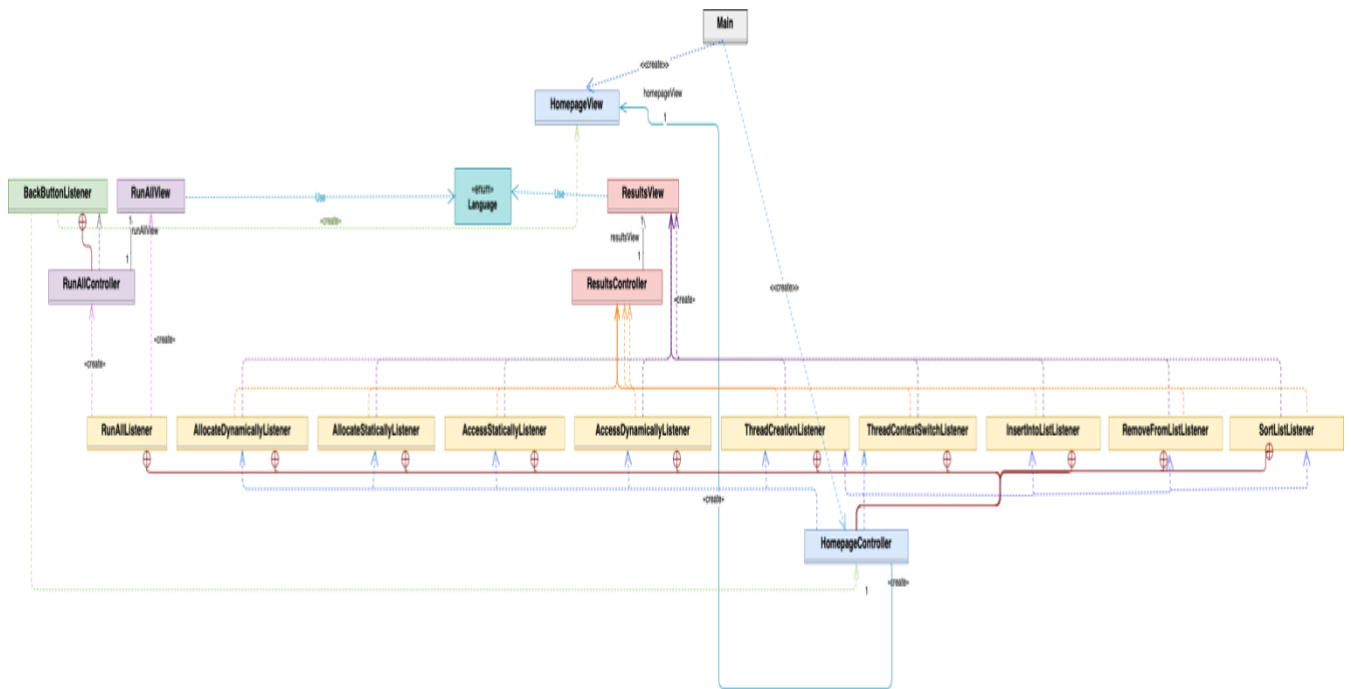 Main
<<create>>
homepageView
HomepageView
1
BackButtonListener
RunAllView
«enum»
Language
ResultsView
Use
Use
«create»
1
runAllView
1
resultsView
1
1
RunAllController
ResultsController
<<create>>
«create»
«create»
«create»
RunAllListener
AllocateDynamicallyListener
AllocateStaticallyListener
AccessStaticallyListener
AccessDynamicallyListener
ThreadCreationListener
ThreadContextSwitchListener
InsertIntoListListener
RemoveFromListListener
SortListListener
«create»
HomepageController
«create»
1